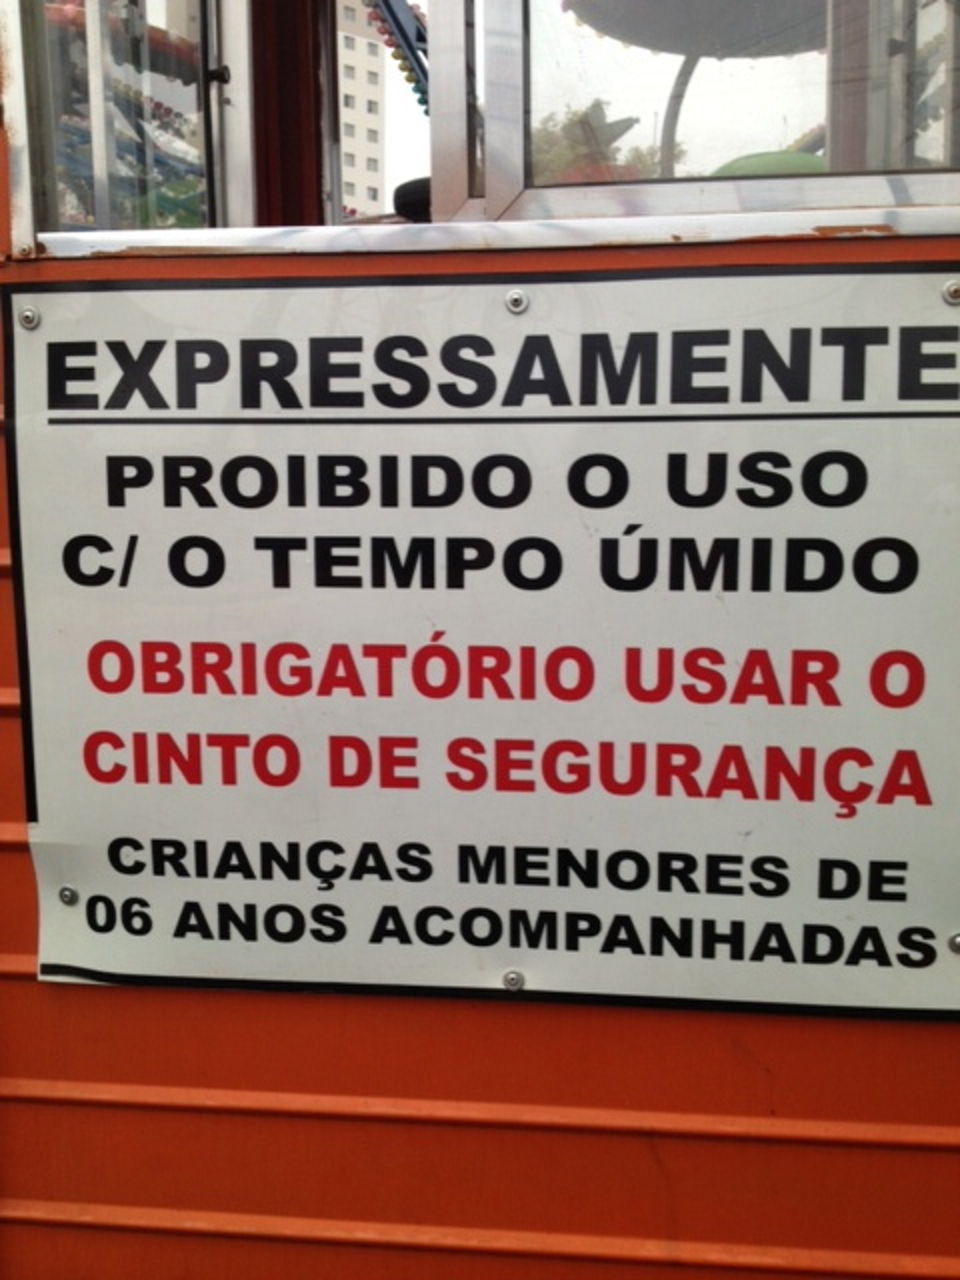 EXPRESSAMENTE
PROIBIDO O USO
C/ O TEMPO ÚMIDO
OBRIGATÓRIO USAR O
CINTO DE SEGURANÇA
CRIANÇAS MENORES DE
06 ANOS ACOMPANHADAS